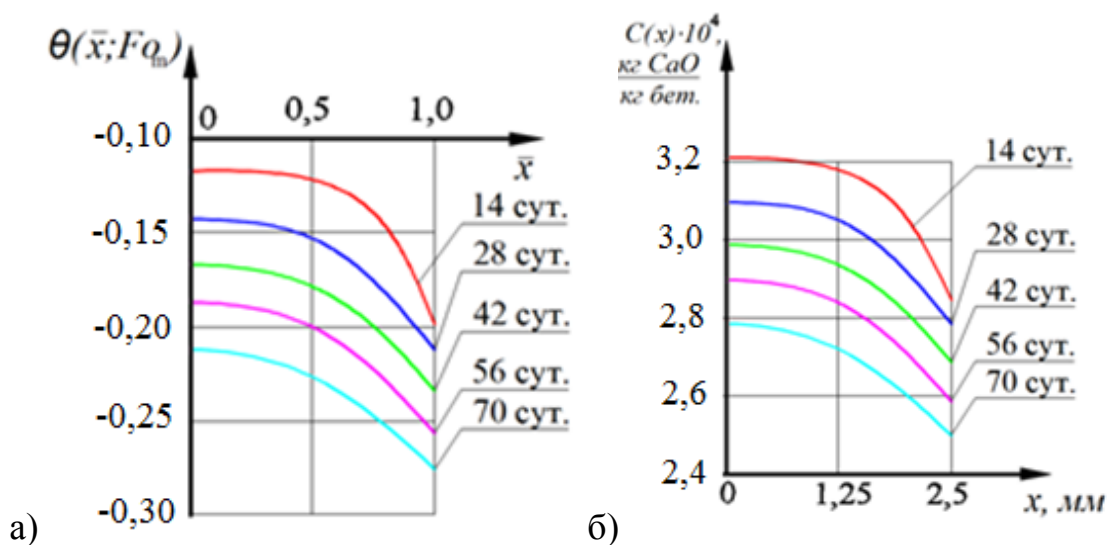 θ(x̄;Foₘ)
0 0,5 1,0
x̄
-0,10
-0,15
-0,20
-0,25
-0,30
14 сут.
28 сут.
42 сут.
56 сут.
70 сут.
а)
C(x)·10⁴,
кг CaO
кг бет.
3,2
3,0
2,8
2,6
2,4
14 сут.
28 сут.
42 сут.
56 сут.
70 сут.
0 1,25 2,5 x, мм
б)